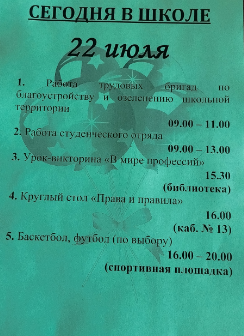 СЕГОДНЯ В ШКОЛЕ
22 июля
1. Работа трудовых бригад по
благоустройству и озеленению школьной
территории
09.00 – 11.00
2. Работа студенческого отряда
09.00 – 13.00
3. Урок-викторина «В мире профессий»
15.30
(библиотека)
4. Круглый стол «Права и правила»
16.00
(каб. № 13)
5. Баскетбол, футбол (по выбору)
16.00 – 20.00
(спортивная площадка)